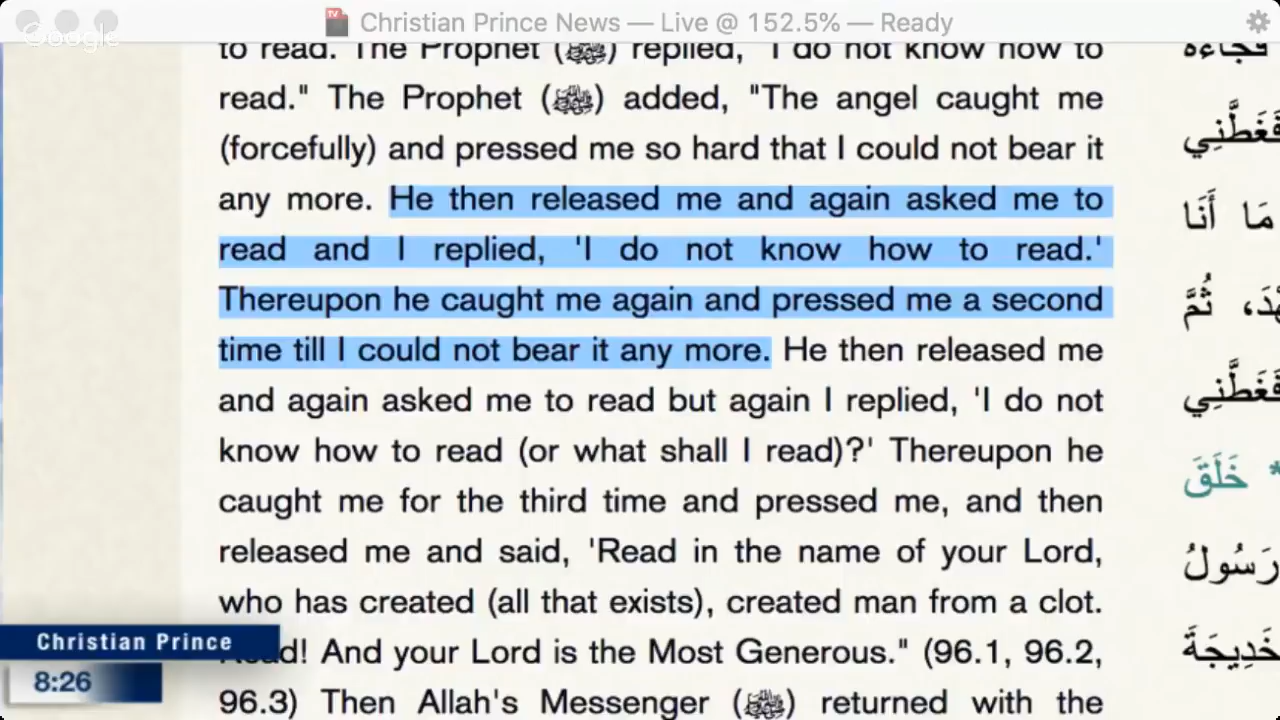 Christian Prince News — Live @ 152.5% — Ready
Google
to read. The Prophet (ﷺ) replied, 'I do not know how to
read." The Prophet (ﷺ) added, "The angel caught me
(forcefully) and pressed me so hard that I could not bear it
any more. He then released me and again asked me to
read and I replied, 'I do not know how to read.'
Thereupon he caught me again and pressed me a second
time till I could not bear it any more. He then released me
and again asked me to read but again I replied, 'I do not
know how to read (or what shall I read)?' Thereupon he
caught me for the third time and pressed me, and then
released me and said, 'Read in the name of your Lord,
who has created (all that exists), created man from a clot.
Read! And your Lord is the Most Generous." (96.1, 96.2,
96.3) Then Allah's Messenger (ﷺ) returned with the
فَجَاءَهُ
فَغَطَّنِي
مَا أَنَا
ثُمَّ
فَغَطَّنِي
* خَلَقَ
رَسُولُ
خَدِيجَةَ
Christian Prince
8:26